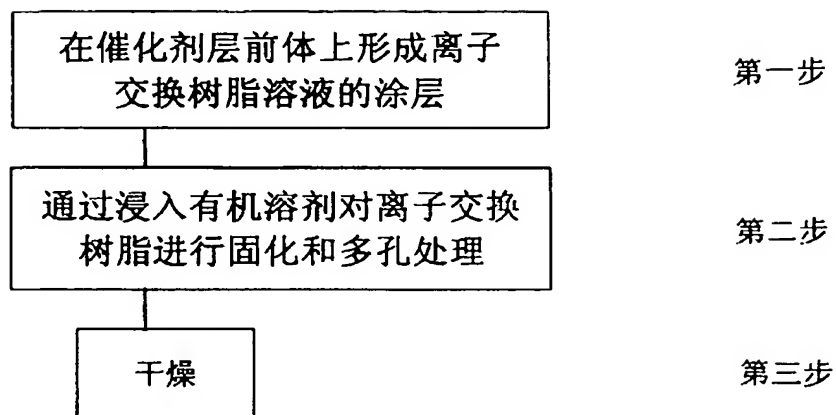 在催化剂层前体上形成离子
交换树脂溶液的涂层
第一步
通过浸入有机溶剂对离子交换
树脂进行固化和多孔处理
第二步
干燥
第三步